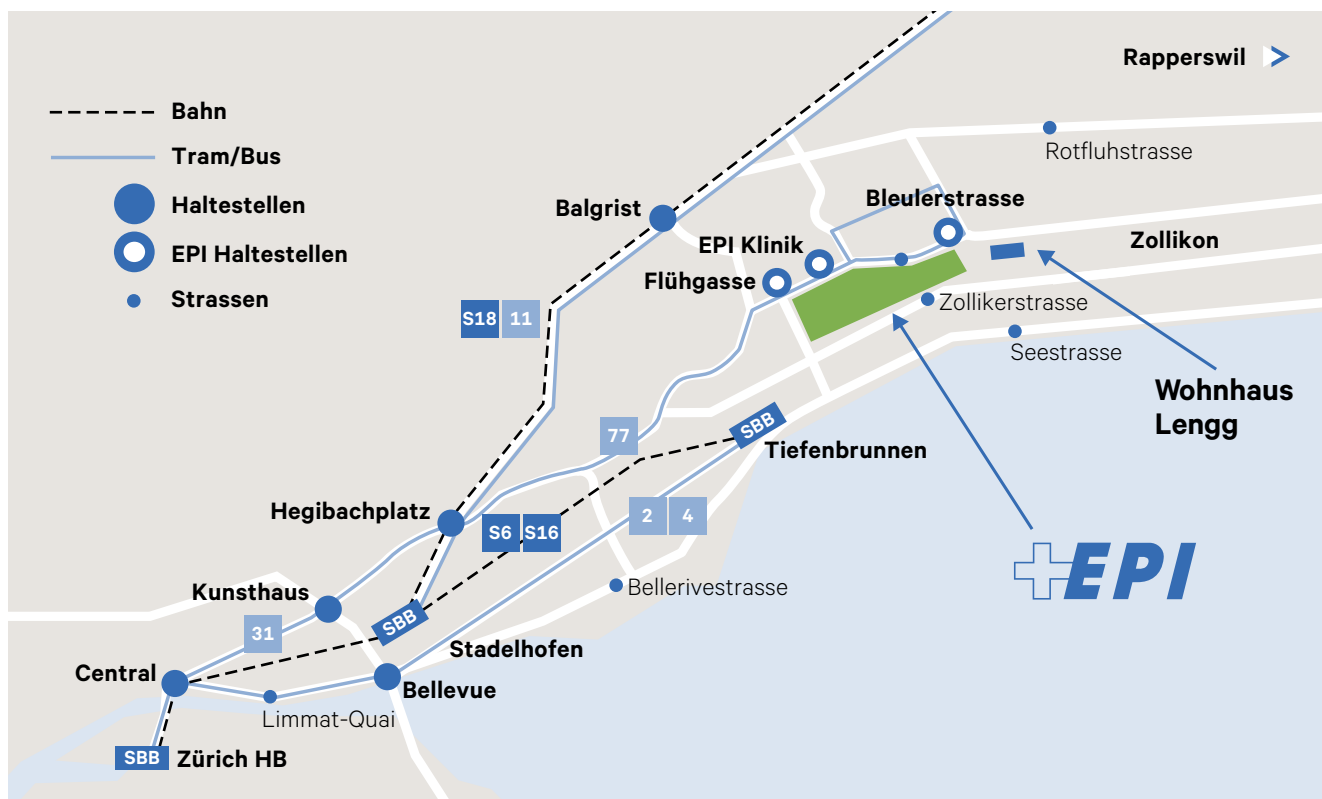 Rapperswil
Bahn
Tram/Bus
Haltestellen
EPI Haltestellen
Strassen
Rotfluhstrasse
Bleulerstrasse
Balgrist
EPI Klinik
Zollikon
Flühgasse
Zollikerstrasse
S18
11
Seestrasse
Wohnhaus
Lengg
77
SBB
Tiefenbrunnen
Hegibachplatz
2
4
S6
S16
EPI
Kunsthaus
Bellerivestrasse
31
SBB
Stadelhofen
Central
Bellevue
Limmat-Quai
SBB
Zürich HB